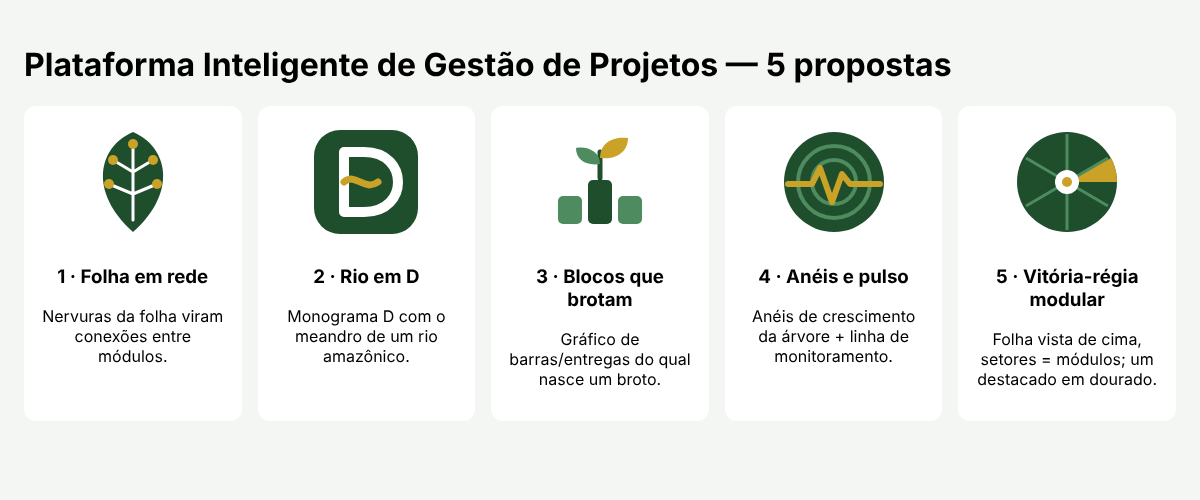 Plataforma Inteligente de Gestão de Projetos — 5 propostas
1 · Folha em rede
Nervuras da folha viram
conexões entre
módulos.
2 · Rio em D
Monograma D com o
meandro de um rio
amazônico.
3 · Blocos que
brotam
Gráfico de
barras/entregas do qual
nasce um broto.
4 · Anéis e pulso
Anéis de crescimento
da árvore + linha de
monitoramento.
5 · Vitória-régia
modular
Folha vista de cima,
setores = módulos; um
destacado em dourado.